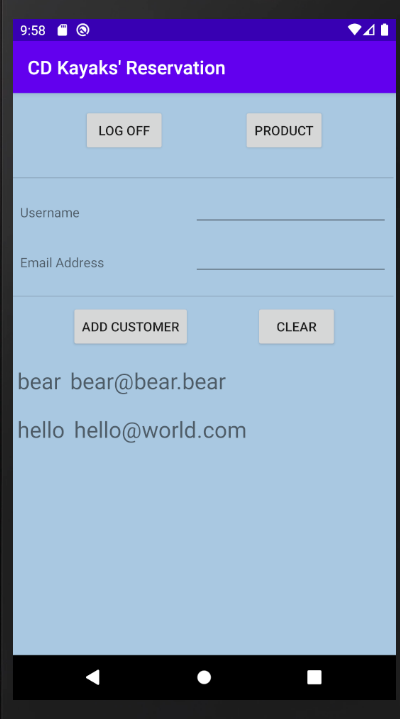 9:58
CD Kayaks' Reservation
LOG OFF PRODUCT
Username
Email Address
ADD CUSTOMER CLEAR
bear bear@bear.bear
hello hello@world.com